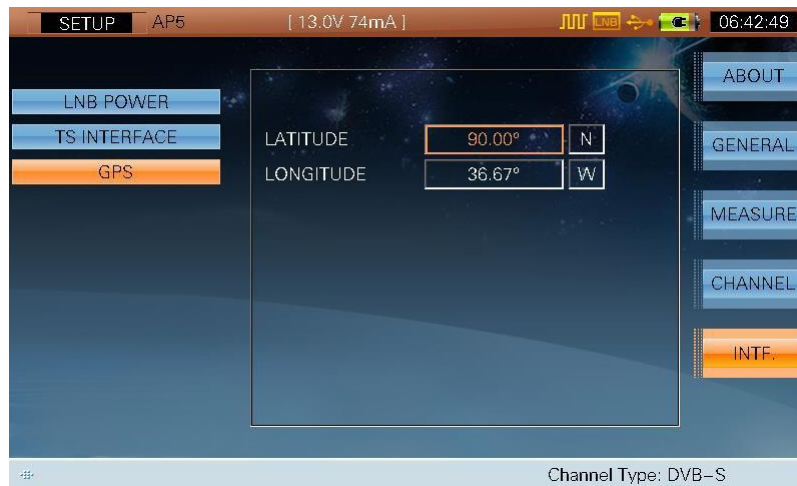 SETUP AP5 [ 13.0V 74mA ] LNB 06:42:49
ABOUT
LNB POWER
TS INTERFACE
LATITUDE 90.00° N
GENERAL
GPS
LONGITUDE 36.67° W
MEASURE
CHANNEL
INTF.
Channel Type: DVB-S